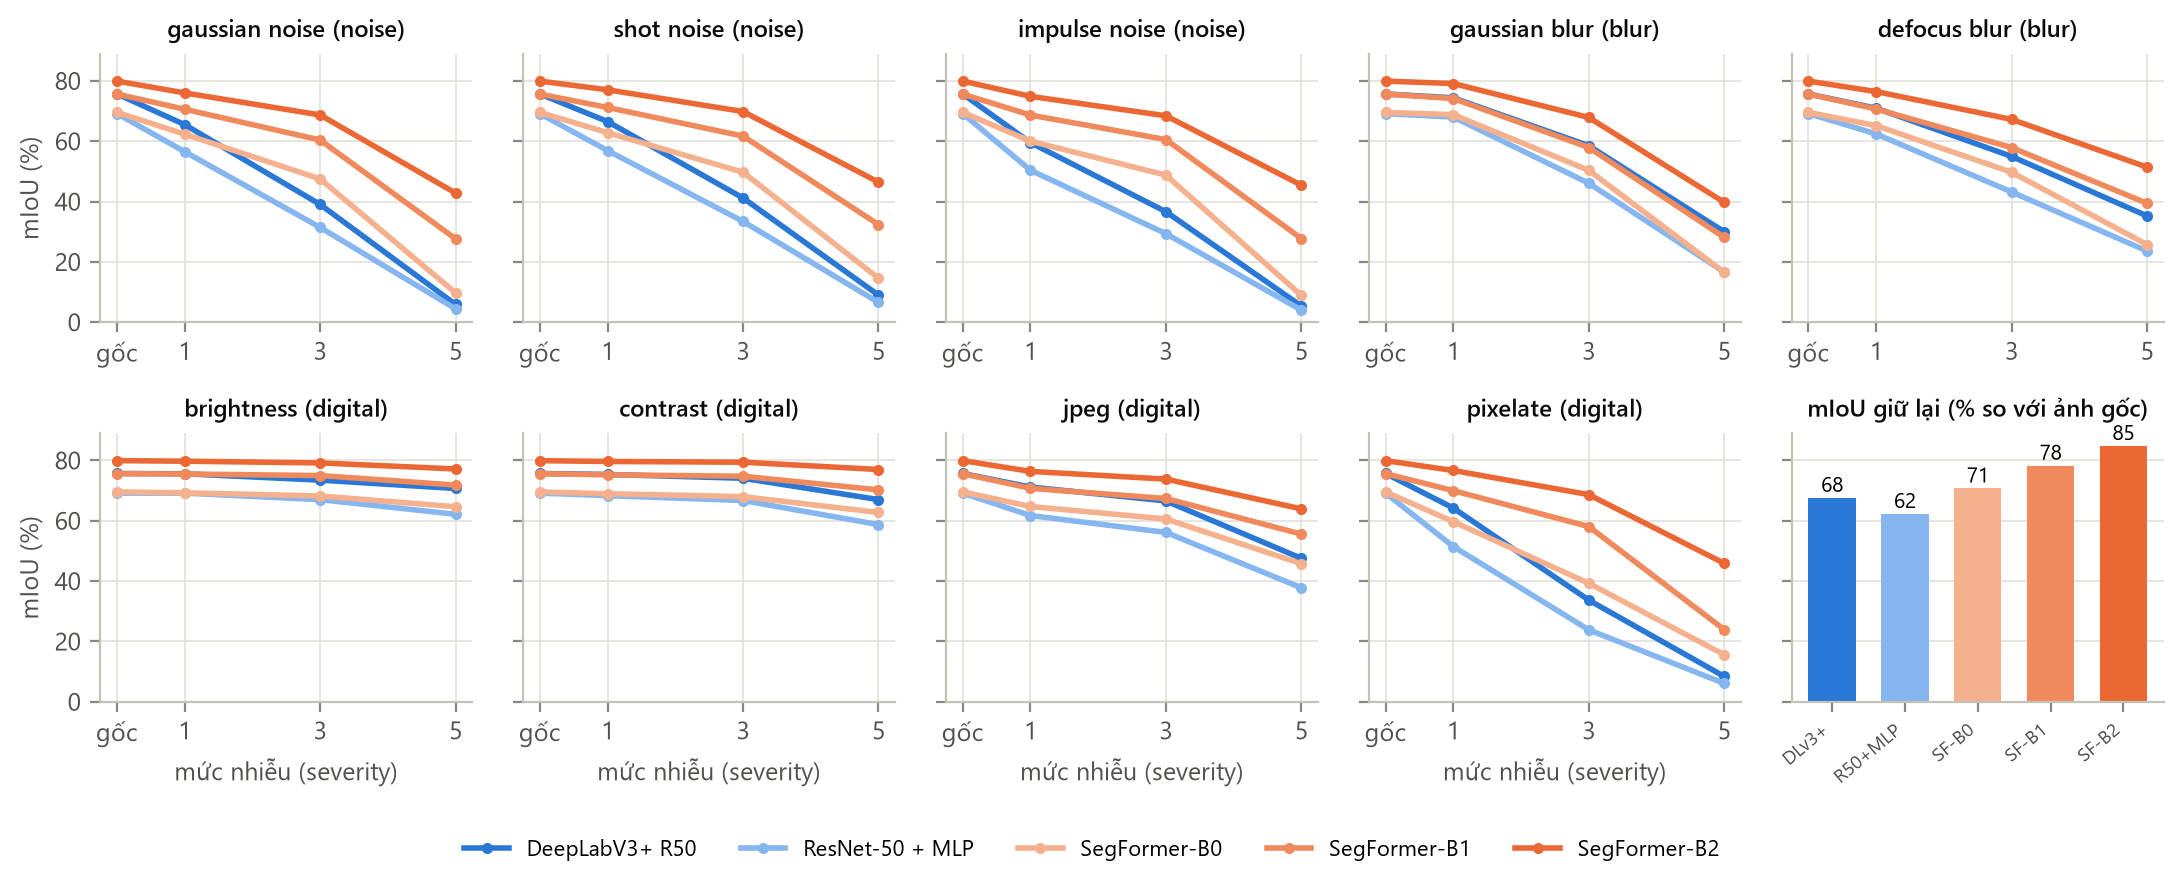 gaussian noise (noise)
shot noise (noise)
impulse noise (noise)
gaussian blur (blur)
defocus blur (blur)
mIoU (%)
80
60
40
20
0
gốc 1 3 5
gốc 1 3 5
gốc 1 3 5
gốc 1 3 5
gốc 1 3 5
brightness (digital)
contrast (digital)
jpeg (digital)
pixelate (digital)
mIoU giữ lại (% so với ảnh gốc)
mIoU (%)
80
60
40
20
0
68
62
71
78
85
gốc 1 3 5
gốc 1 3 5
gốc 1 3 5
gốc 1 3 5
DLv3+
R50+MLP
SF-B0
SF-B1
SF-B2
mức nhiễu (severity)
mức nhiễu (severity)
mức nhiễu (severity)
mức nhiễu (severity)
DeepLabV3+ R50
ResNet-50 + MLP
SegFormer-B0
SegFormer-B1
SegFormer-B2